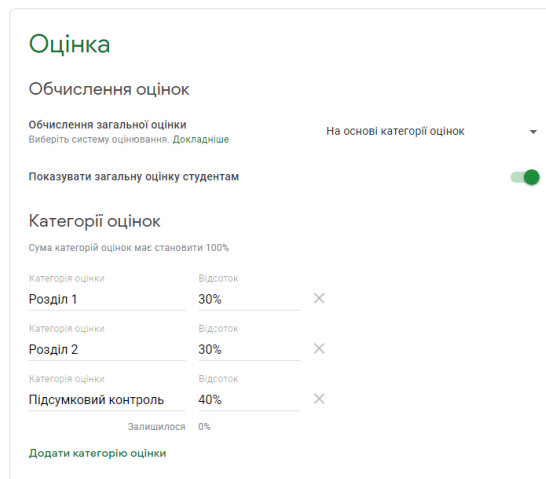 Оцінка
Обчислення оцінок
Обчислення загальної оцінки
Виберіть систему оцінювання. Докладніше
На основі категорії оцінок
Показувати загальну оцінку студентам
Категорії оцінок
Сума категорій оцінок має становити 100%
Категорія оцінки Відсоток
Розділ 1 30%
Категорія оцінки Відсоток
Розділ 2 30%
Категорія оцінки Відсоток
Підсумковий контроль 40%
Залишилося 0%
Додати категорію оцінки